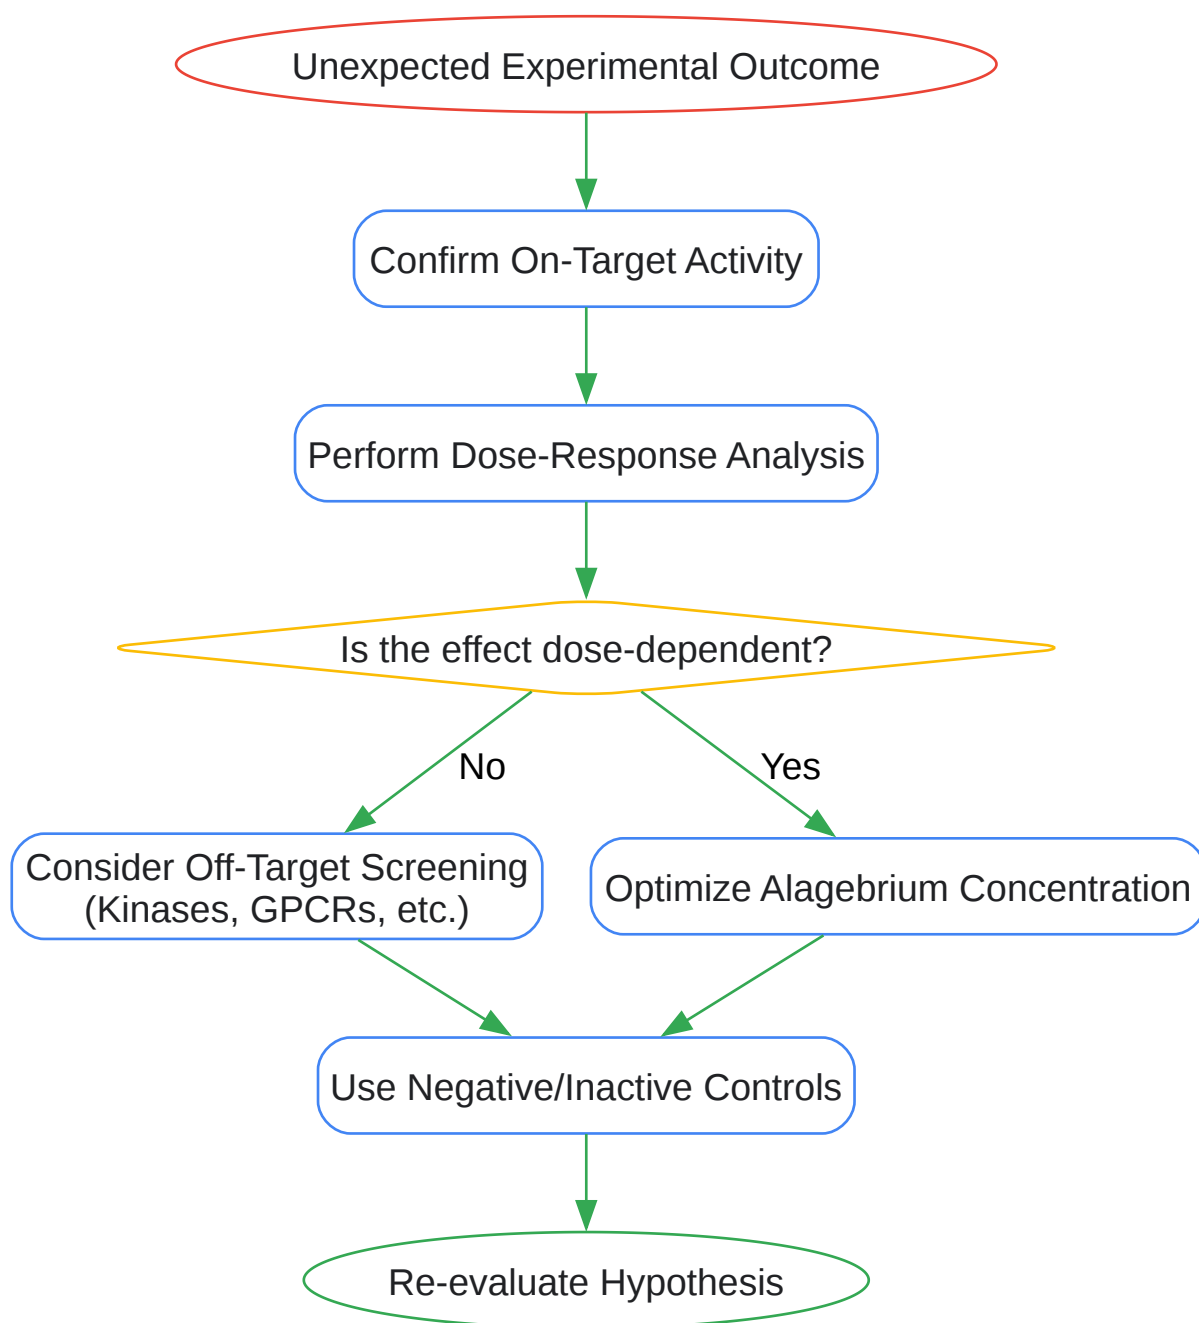 Unexpected Experimental Outcome
Confirm On-Target Activity
Perform Dose-Response Analysis
Is the effect dose-dependent?
No
Yes
Consider Off-Target Screening
(Kinases, GPCRs, etc.)
Optimize Alagebrium Concentration
Use Negative/Inactive Controls
Re-evaluate Hypothesis